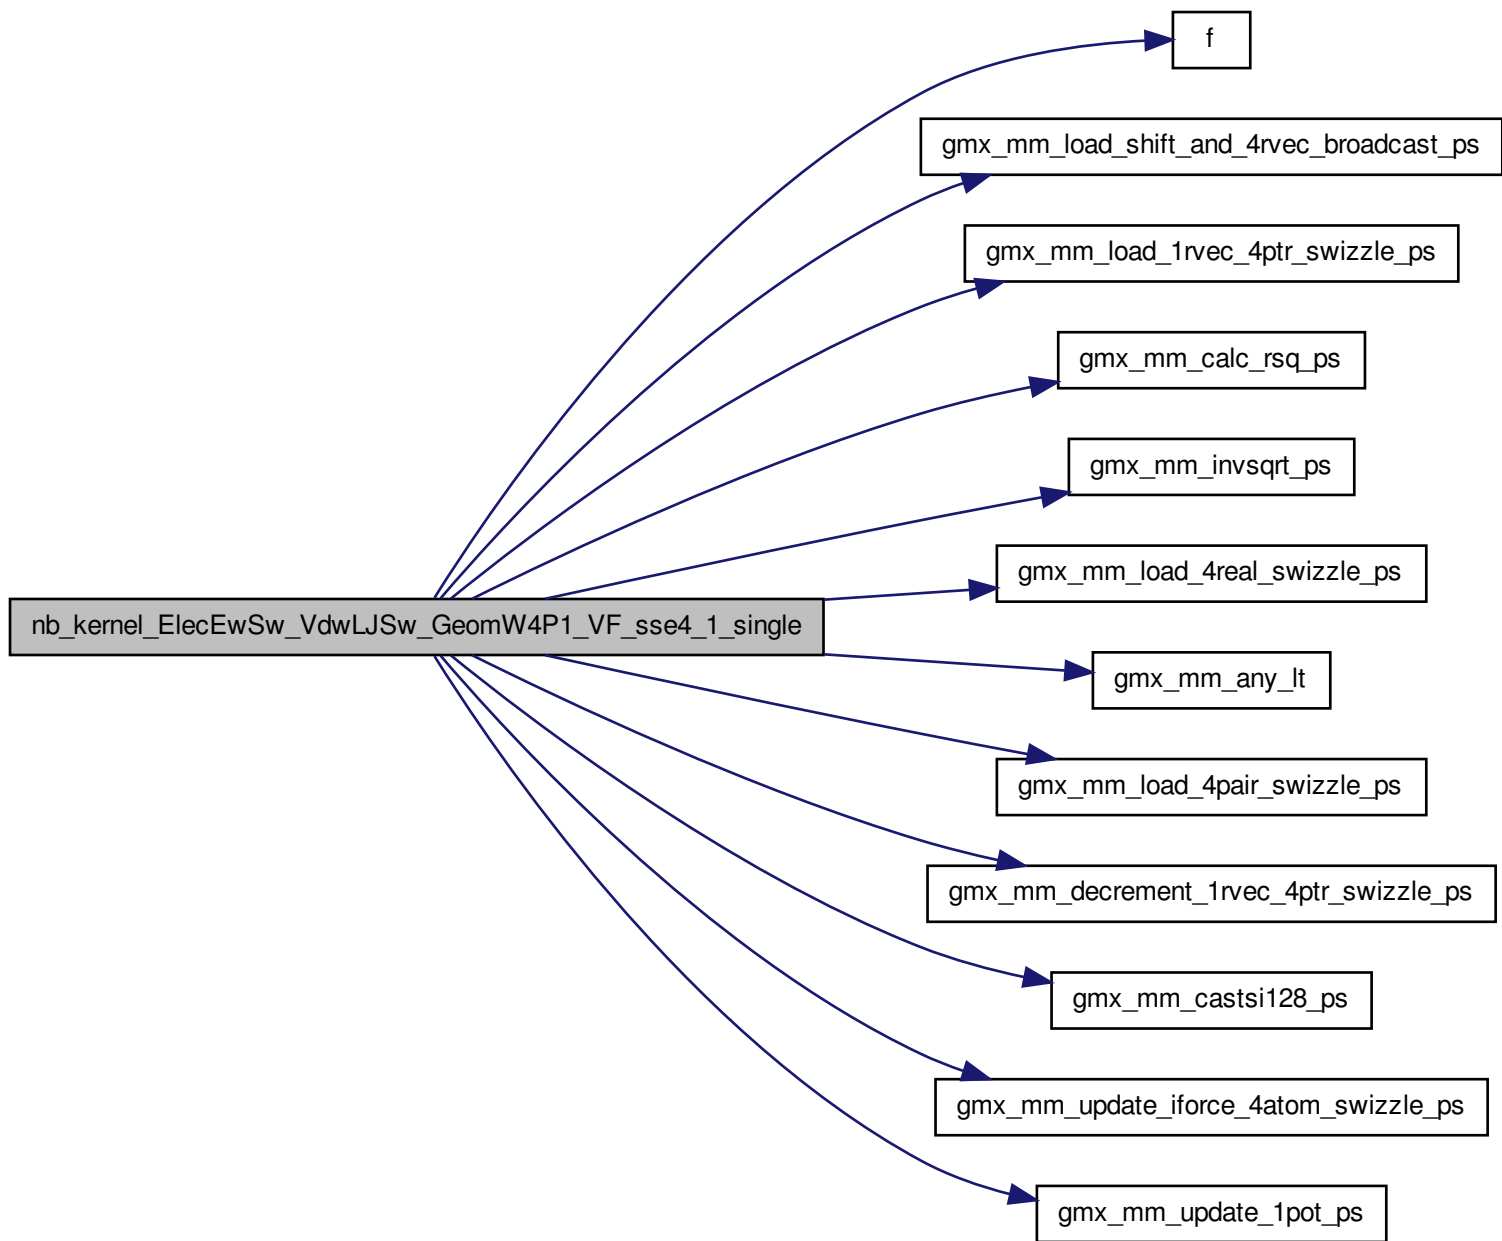 f
gmx_mm_load_shift_and_4rvec_broadcast_ps
gmx_mm_load_1rvec_4ptr_swizzle_ps
gmx_mm_calc_rsq_ps
gmx_mm_invsqrt_ps
gmx_mm_load_4real_swizzle_ps
nb_kernel_ElecEwSw_VdwLJSw_GeomW4P1_VF_sse4_1_single
gmx_mm_any_lt
gmx_mm_load_4pair_swizzle_ps
gmx_mm_decrement_1rvec_4ptr_swizzle_ps
gmx_mm_castsi128_ps
gmx_mm_update_iforce_4atom_swizzle_ps
gmx_mm_update_1pot_ps